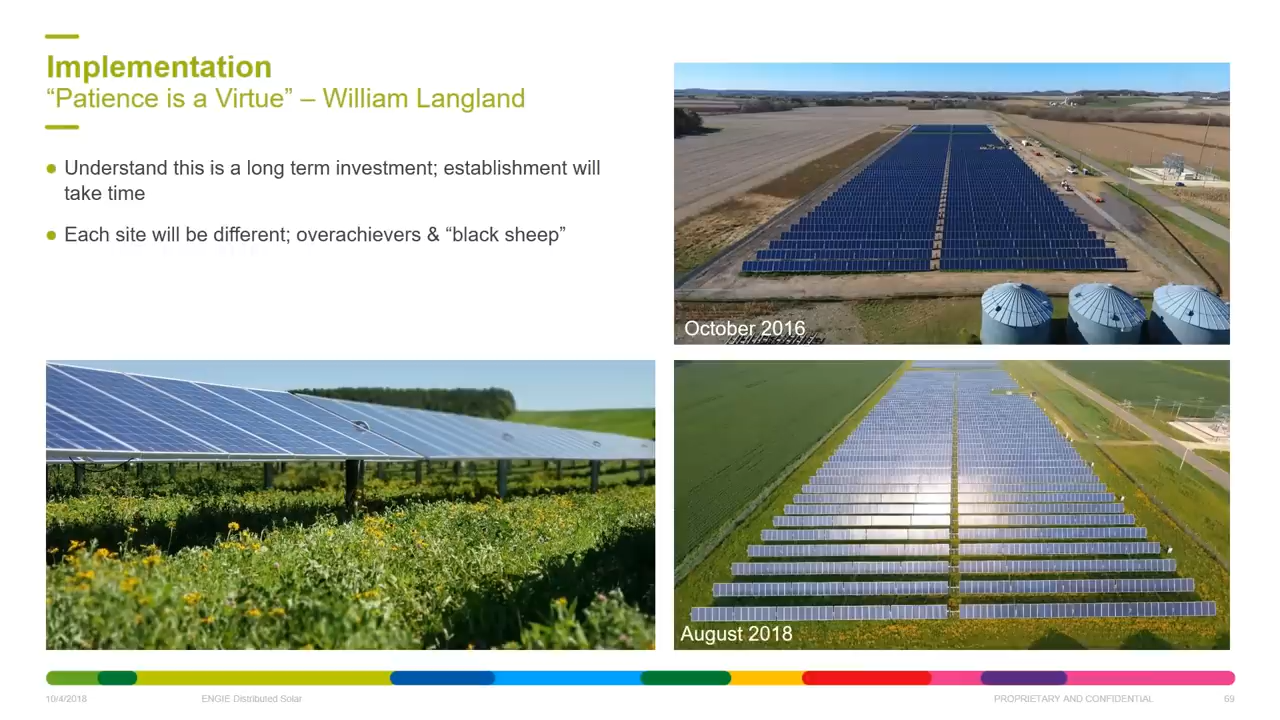 Implementation
“Patience is a Virtue” – William Langland
Understand this is a long term investment; establishment will
take time
Each site will be different; overachievers & “black sheep”
October 2016
August 2018
10/4/2018
ENGIE Distributed Solar
PROPRIETARY AND CONFIDENTIAL
69